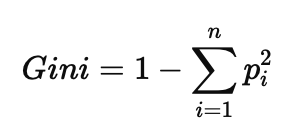 Gini = 1 − ∑_{i=1}^{n} p_i^2